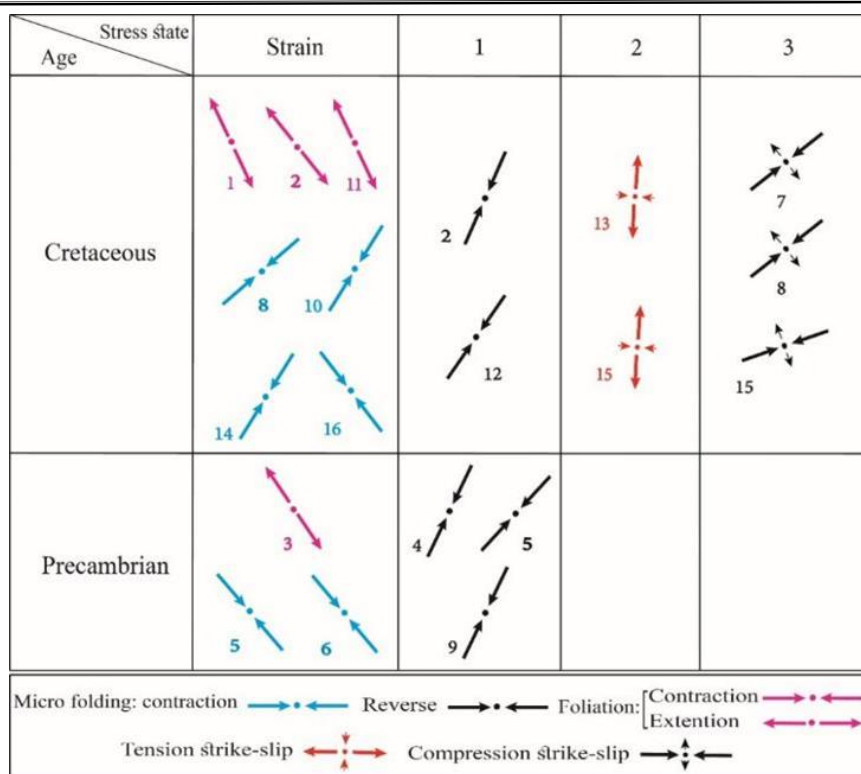 Stress state
Age
Strain
1
2
3
Cretaceous
1
2
11
8
10
14
16
2
12
13
15
7
8
15
Precambrian
3
5
6
4
5
9
Micro folding: contraction
Reverse
Foliation:
Contraction
Extention
Tension strike-slip
Compression strike-slip